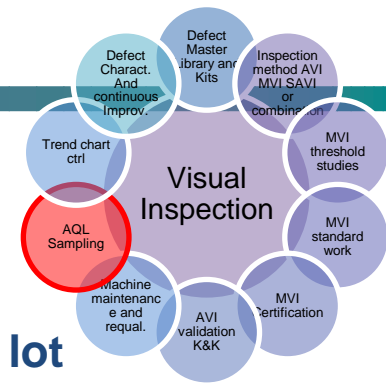 Defect
Master
Library and
Kits
Inspection
method AVI
MVI SAVI
or
combination
MVI
threshold
studies
MVI
standard
work
MVI
Certification
AVI
validation
K&K
Machine
maintenanc
e and
requal.
AQL
Sampling
Trend chart
ctrl
Defect
Charact.
And
continuous
Improv.
Visual
Inspection
lot